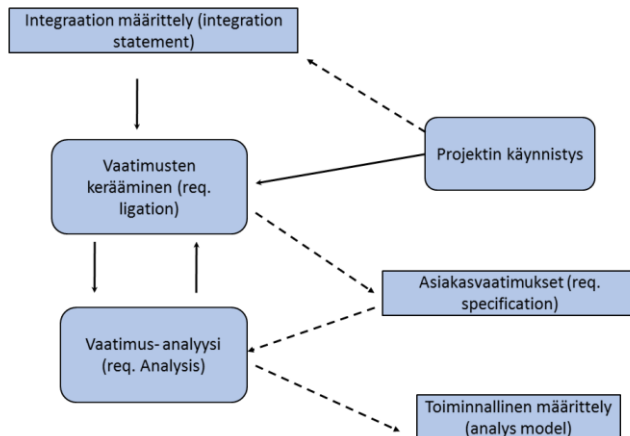 Integraation määrittely (integration
statement)
Projektin käynnistys
Vaatimusten
kerääminen (req.
ligation)
Asiakasvaatimukset (req.
specification)
Vaatimus- analyysi
(req. Analysis)
Toiminnallinen määrittely
(analys model)